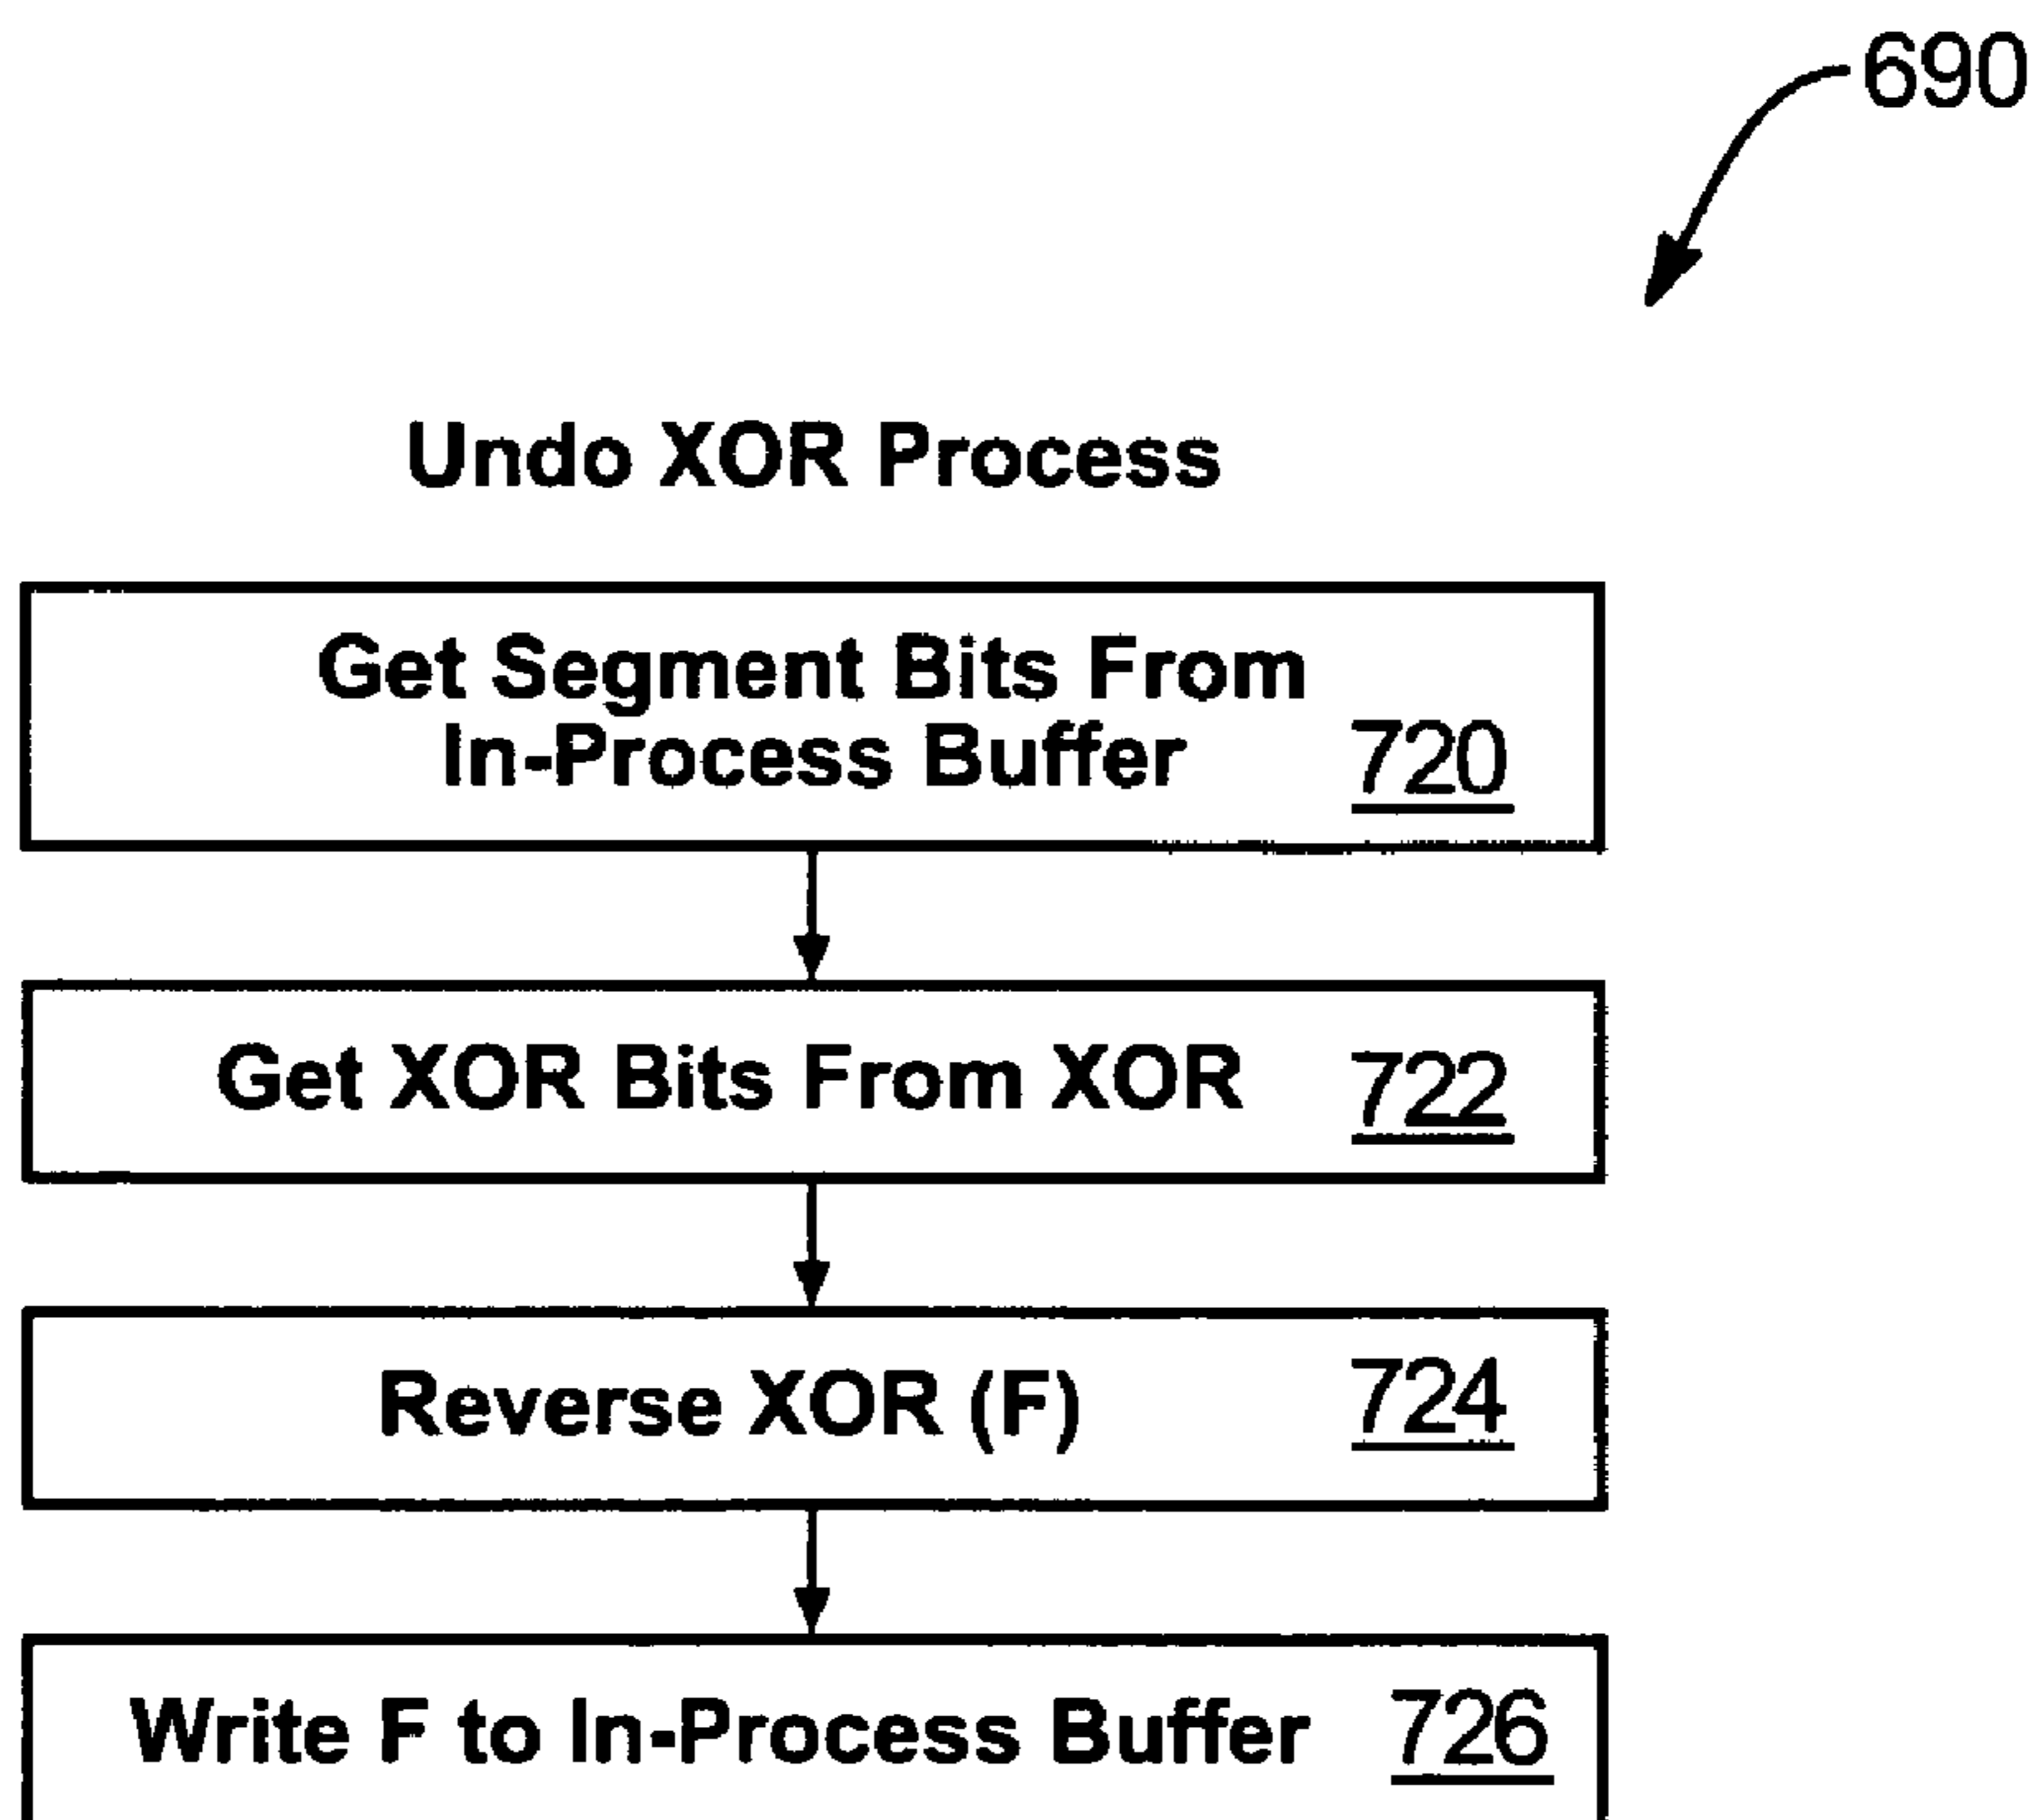 690
Undo XOR Process
Get Segment Bits From
In-Process Buffer 720
Get XOR Bits From XOR 722
Reverse XOR (F) 724
Write F to In-Process Buffer 726